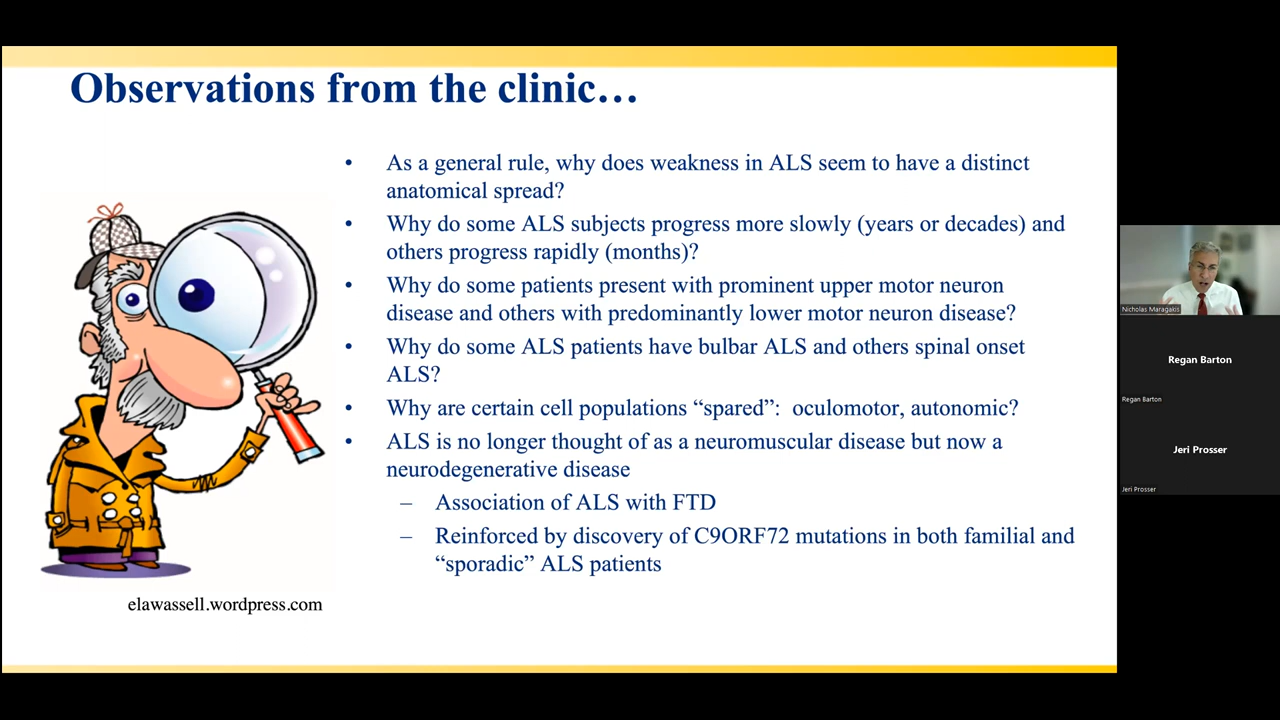 Observations from the clinic…
• As a general rule, why does weakness in ALS seem to have a distinct
anatomical spread?
• Why do some ALS subjects progress more slowly (years or decades) and
others progress rapidly (months)?
• Why do some patients present with prominent upper motor neuron
disease and others with predominantly lower motor neuron disease?
• Why do some ALS patients have bulbar ALS and others spinal onset
ALS?
• Why are certain cell populations “spared”: oculomotor, autonomic?
• ALS is no longer thought of as a neuromuscular disease but now a
neurodegenerative disease
– Association of ALS with FTD
– Reinforced by discovery of C9ORF72 mutations in both familial and
“sporadic” ALS patients
elawassell.wordpress.com
Nicholas Maragakis
Regan Barton
Regan Barton
Jeri Prosser
Jeri Prosser